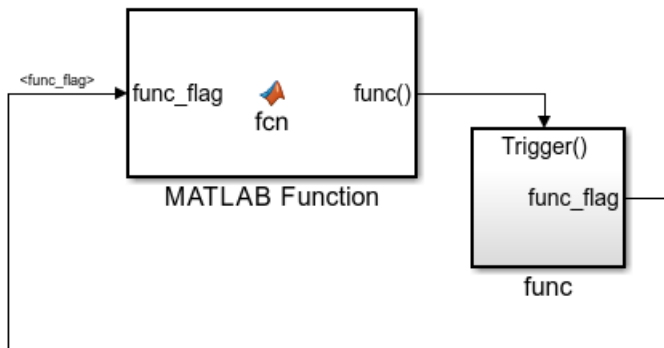 <func_flag>
func_flag
fcn
func()
MATLAB Function
Trigger()
func_flag
func